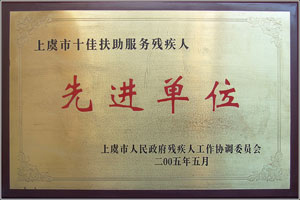 上虞市十佳扶助服务残疾人
先进单位
上虞市人民政府残疾人工作协调委员会
二00五年五月